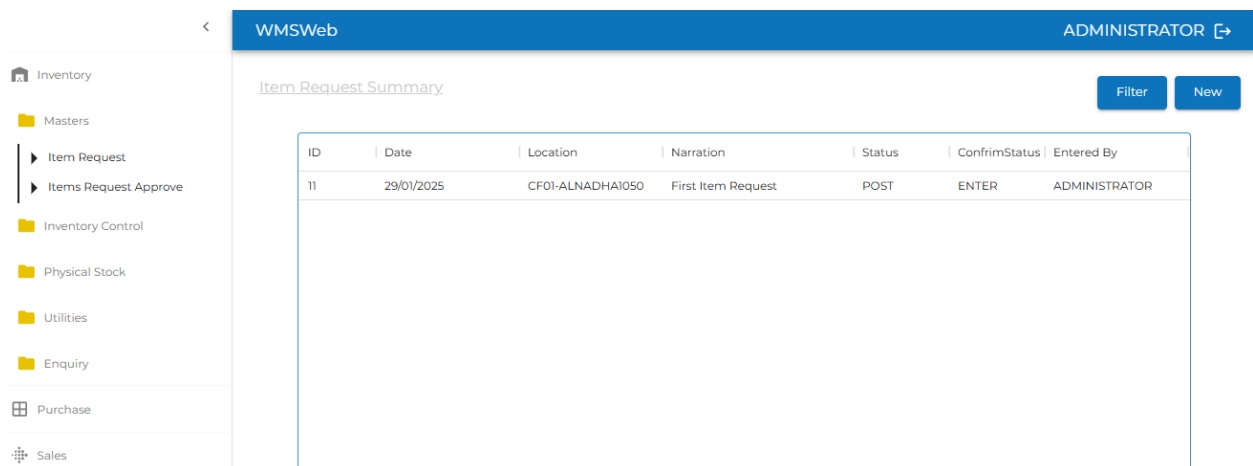 WMSWeb
ADMINISTRATOR
Inventory
Masters
Item Request
Items Request Approve
Inventory Control
Physical Stock
Utilities
Enquiry
Purchase
Sales
Item Request Summary
Filter
New
ID Date Location Narration Status ConfrimStatus Entered By
11 29/01/2025 CF01-ALNADHA1050 First Item Request POST ENTER ADMINISTRATOR